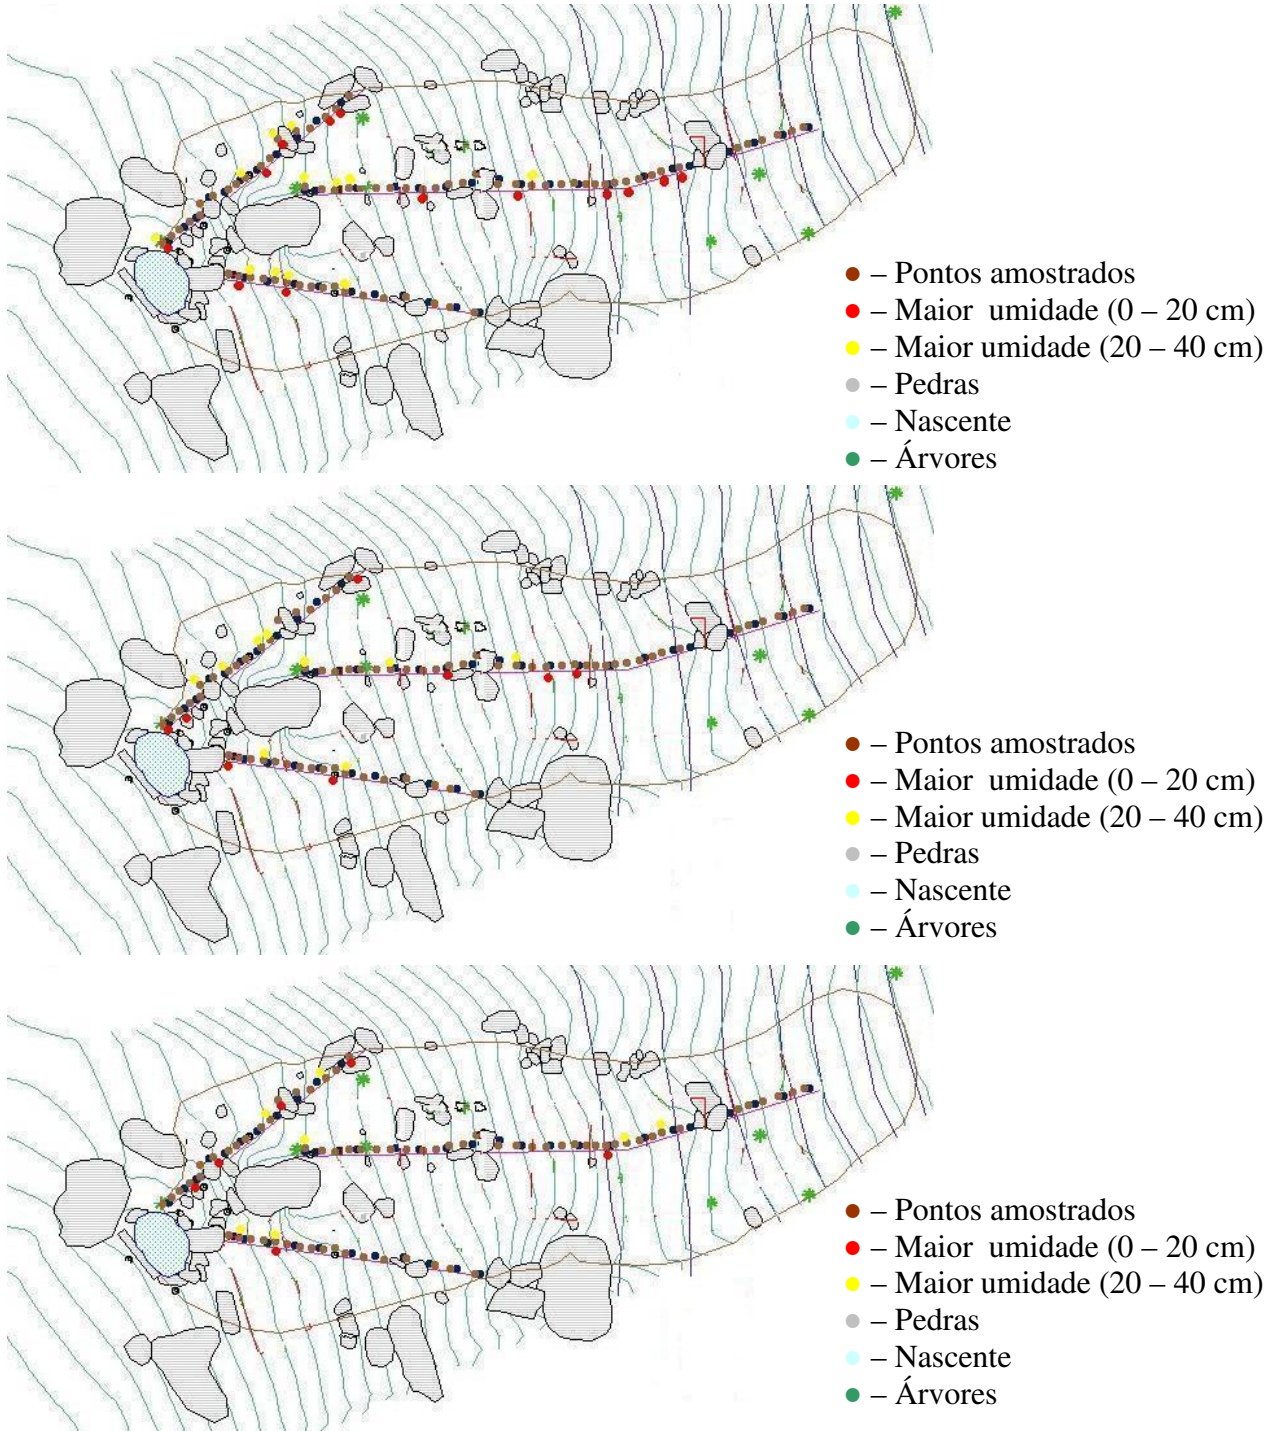 – Pontos amostrados
– Maior umidade (0 – 20 cm)
– Maior umidade (20 – 40 cm)
– Pedras
– Nascente
– Árvores
– Pontos amostrados
– Maior umidade (0 – 20 cm)
– Maior umidade (20 – 40 cm)
– Pedras
– Nascente
– Árvores
– Pontos amostrados
– Maior umidade (0 – 20 cm)
– Maior umidade (20 – 40 cm)
– Pedras
– Nascente
– Árvores